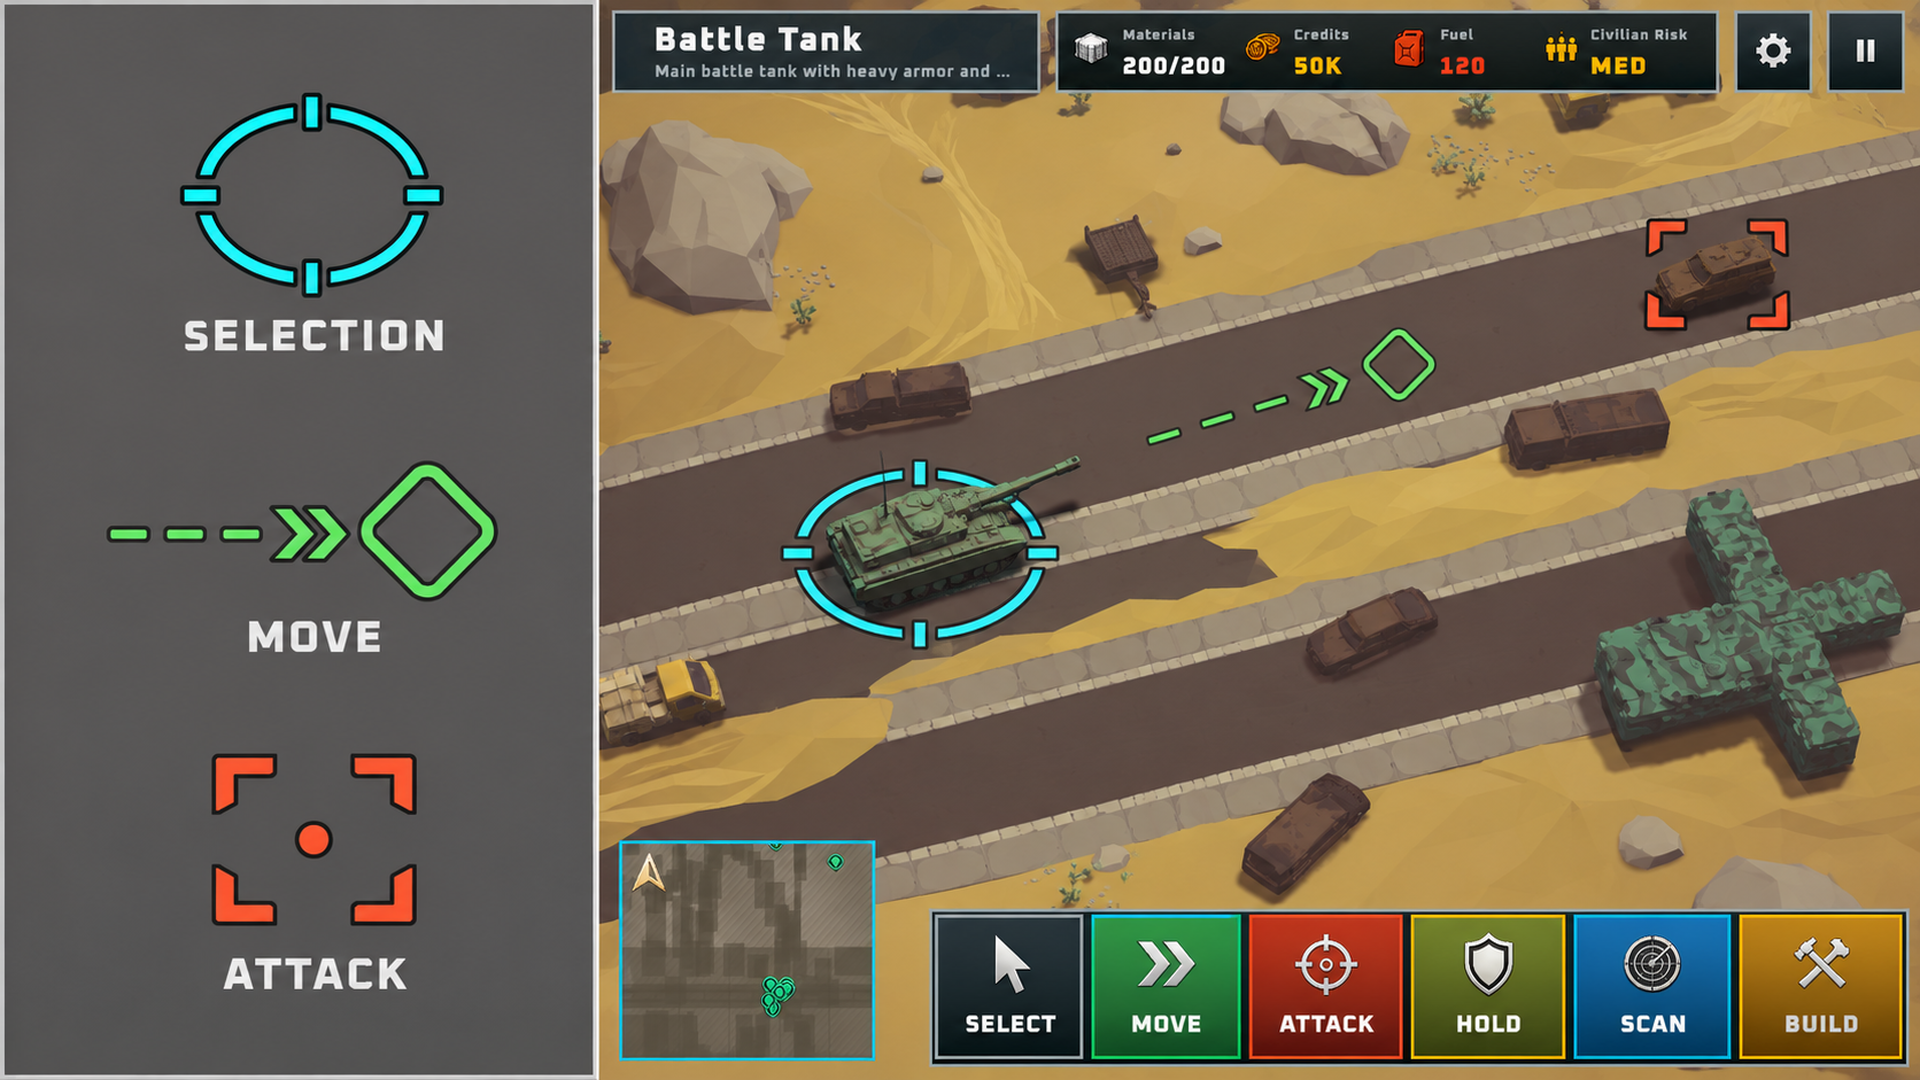 SELECTION
MOVE
ATTACK
Battle Tank
Main battle tank with heavy armor and ...
Materials
200/200
Credits
50K
Fuel
120
Civilian Risk
MED
SELECT
MOVE
ATTACK
HOLD
SCAN
BUILD